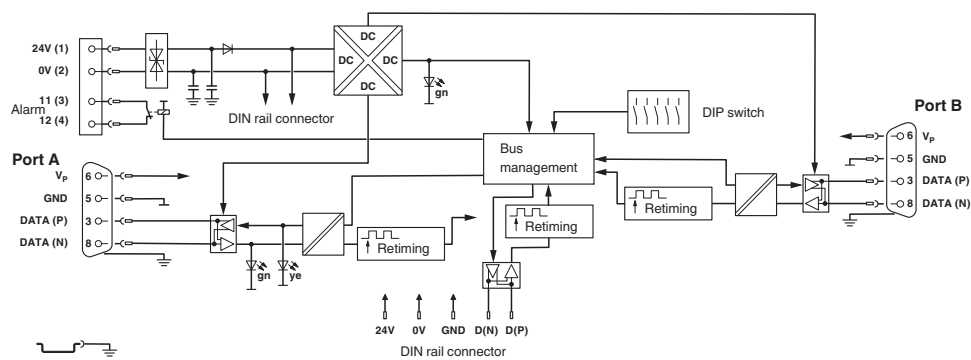 24V (1)
0V (2)
11 (3)
Alarm
12 (4)
DC
DC
DC
DC
gn
DIN rail connector
DIP switch
Bus
management
Port A
V_P
6
GND
5
DATA (P)
3
DATA (N)
8
gn
ye
Retiming
Retiming
Retiming
Port B
6
V_P
5
GND
3
DATA (P)
8
DATA (N)
24V
0V
GND
D(N)
D(P)
DIN rail connector